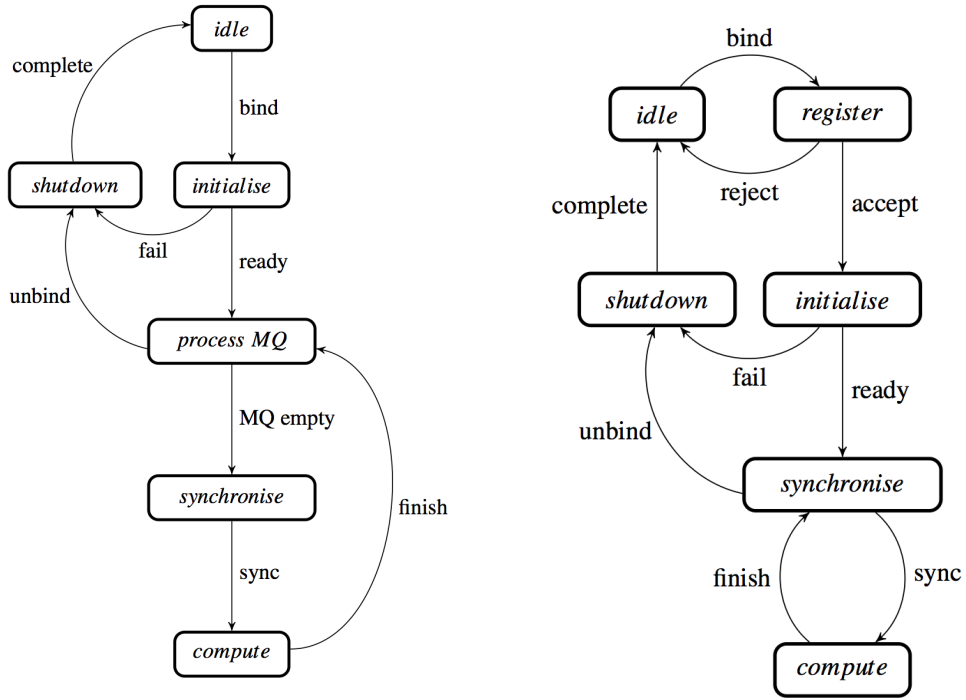 idle
complete
bind
shutdown
initialise
fail
ready
unbind
process MQ
MQ empty
synchronise
finish
sync
compute
bind
idle
register
reject
complete
accept
shutdown
initialise
fail
ready
unbind
synchronise
finish
sync
compute